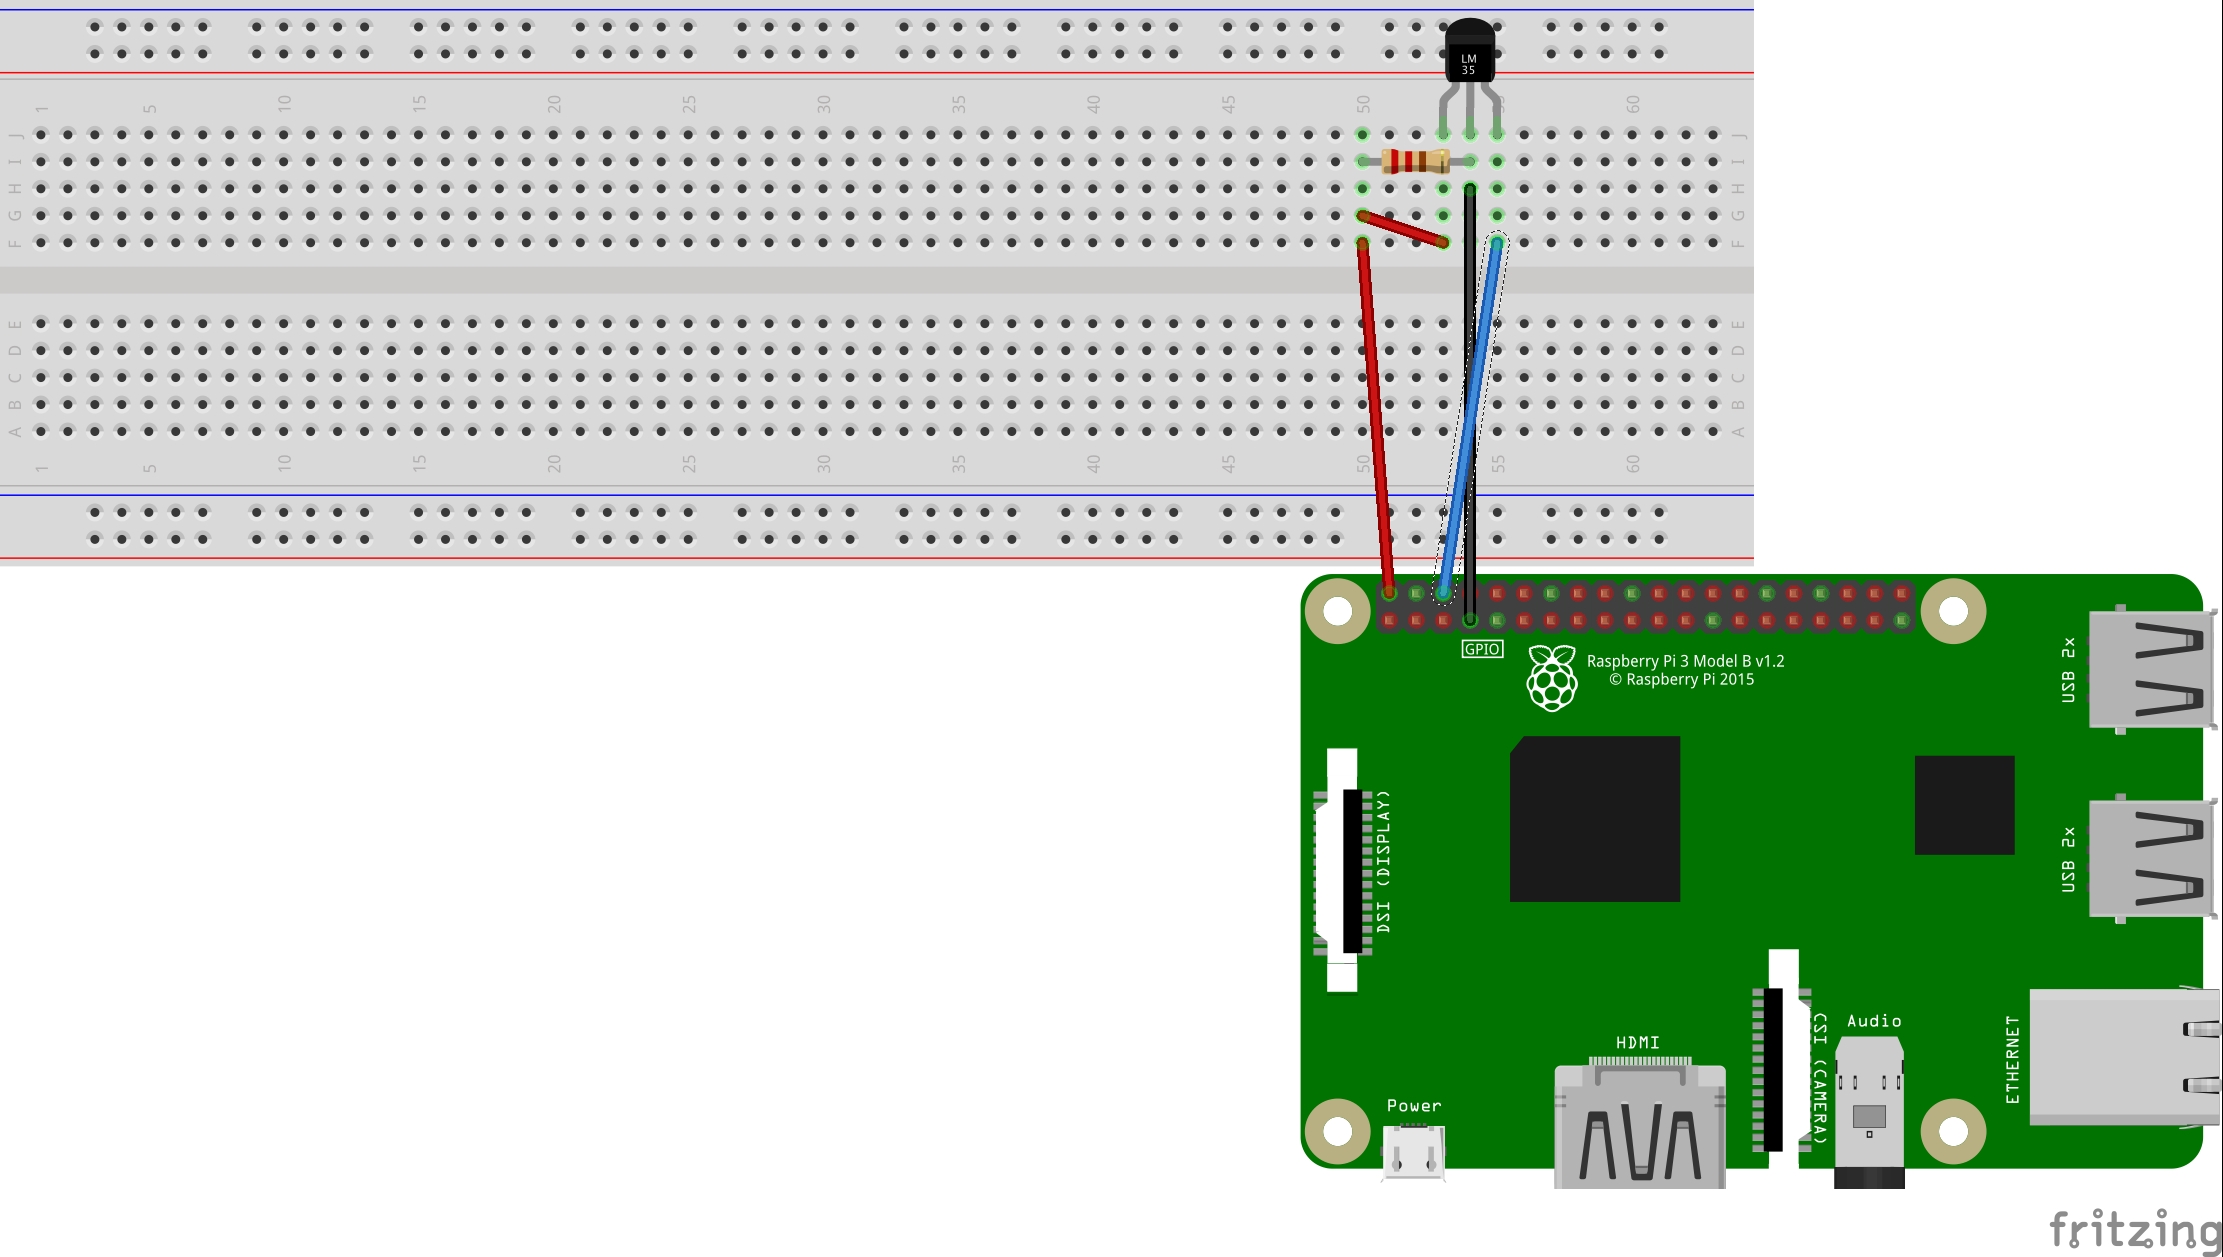 1 5 10 15 20 25 30 35 40 45 50 55 60
LM
35
J J
I I
H H
G G
F F
E E
D D
C C
B B
A A
1 5 10 15 20 25 30 35 40 45 50 55 60
GPIO
Raspberry Pi 3 Model B v1.2
© Raspberry Pi 2015
USB 2x
DSI (DISPLAY)
USB 2x
Audio
CSI (CAMERA)
ETHERNET
HDMI
Power
fritzing